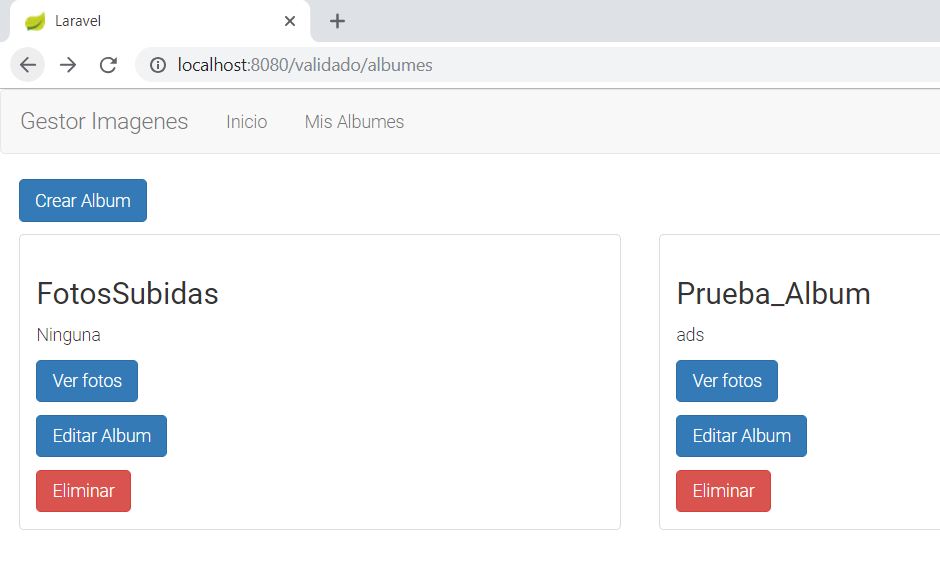 Laravel
localhost:8080/validado/albumes
Gestor Imagenes Inicio Mis Albumes
Crear Album
FotosSubidas
Ninguna
Ver fotos
Editar Album
Eliminar
Prueba_Album
ads
Ver fotos
Editar Album
Eliminar